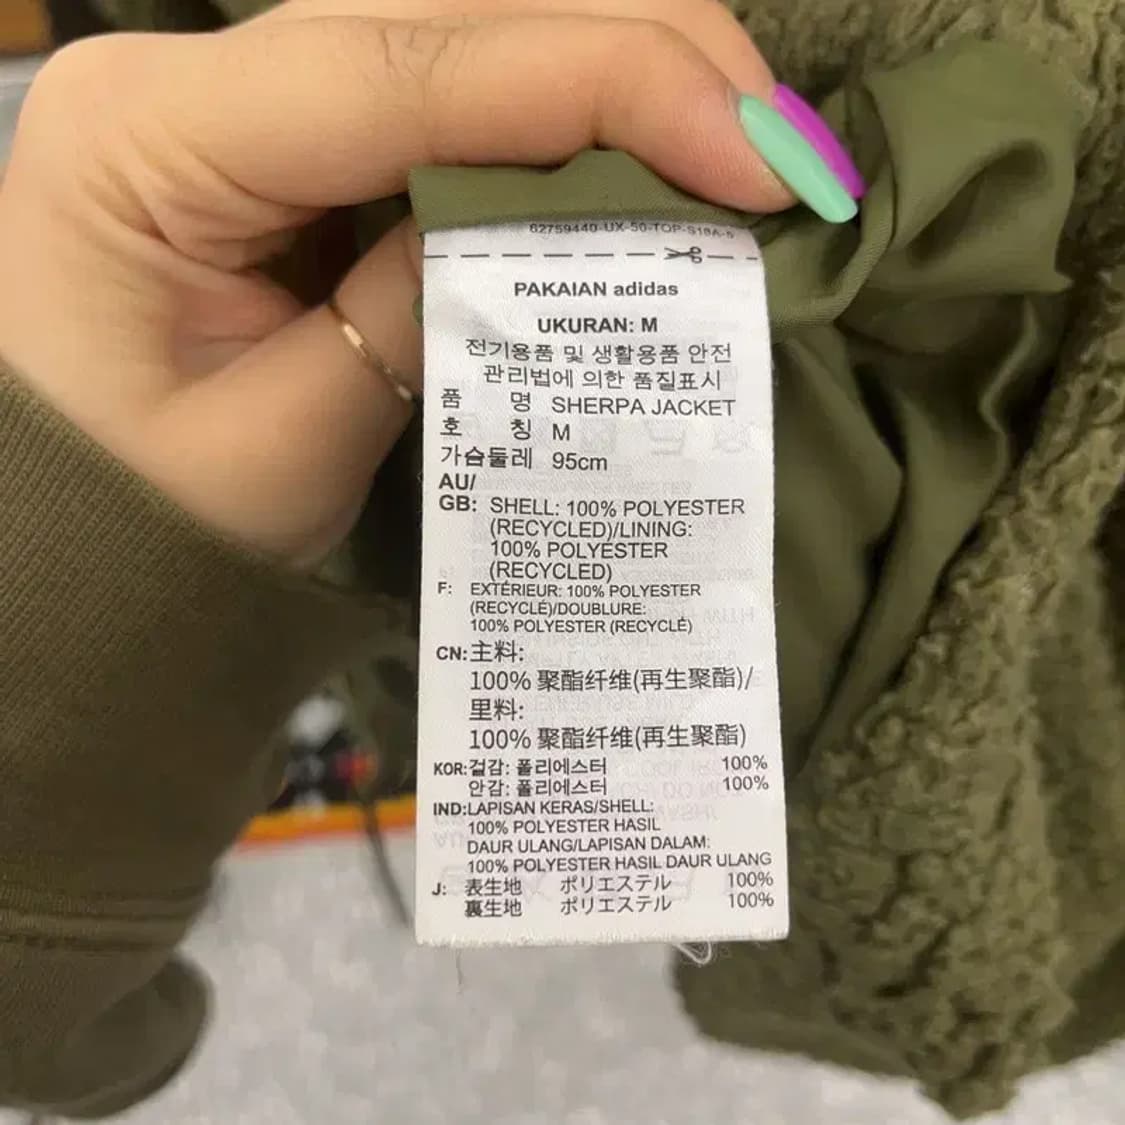 62759440-UX-50-TOP-S18A-5
PAKAIAN adidas
UKURAN: M
전기용품 및 생활용품 안전
관리법에 의한 품질표시
품 명 SHERPA JACKET
호 칭 M
가슴둘레 95cm
AU/
GB: SHELL: 100% POLYESTER
(RECYCLED)/LINING:
100% POLYESTER
(RECYCLED)
F: EXTÉRIEUR: 100% POLYESTER
(RECYCLÉ)/DOUBLURE:
100% POLYESTER (RECYCLÉ)
CN:主料:
100% 聚酯纤维(再生聚酯)/
里料:
100% 聚酯纤维(再生聚酯)
KOR:겉감: 폴리에스터 100%
안감: 폴리에스터 100%
IND:LAPISAN KERAS/SHELL:
100% POLYESTER HASIL
DAUR ULANG/LAPISAN DALAM:
100% POLYESTER HASIL DAUR ULANG
J: 表生地 ポリエステル 100%
裏生地 ポリエステル 100%